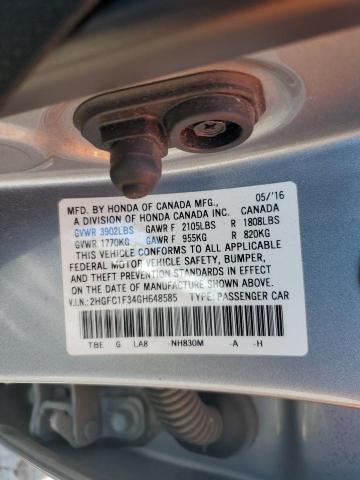 MFD. BY HONDA OF CANADA MFG., 05/'16
A DIVISION OF HONDA CANADA INC. CANADA
GVWR 3902LBS GAWR F 2105LBS R 1808LBS
GVWR 1770KG GAWR F 955KG R 820KG
THIS VEHICLE CONFORMS TO ALL APPLICABLE
FEDERAL MOTOR VEHICLE SAFETY, BUMPER,
AND THEFT PREVENTION STANDARDS IN EFFECT
ON THE DATE OF MANUFACTURE SHOWN ABOVE.
V.I.N.: 2HGFC1F34GH648585 TYPE: PASSENGER CAR
TBE G LA8 -NH830M -A -H